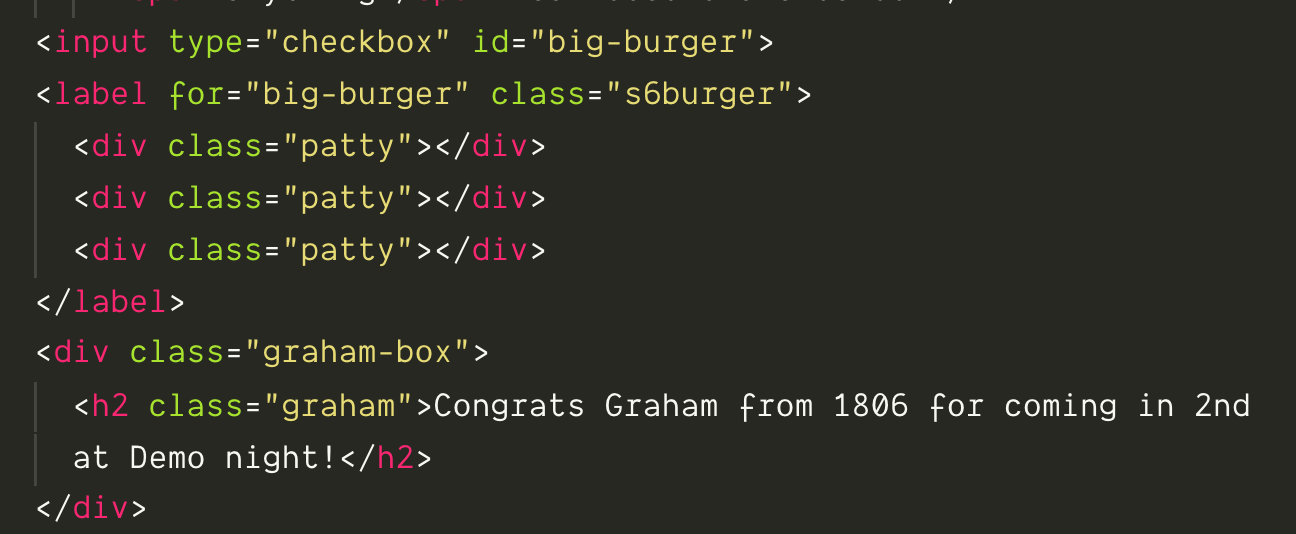 <input type="checkbox" id="big-burger">
<label for="big-burger" class="s6burger">
<div class="patty"></div>
<div class="patty"></div>
<div class="patty"></div>
</label>
<div class="graham-box">
<h2 class="graham">Congrats Graham from 1806 for coming in 2nd
at Demo night!</h2>
</div>